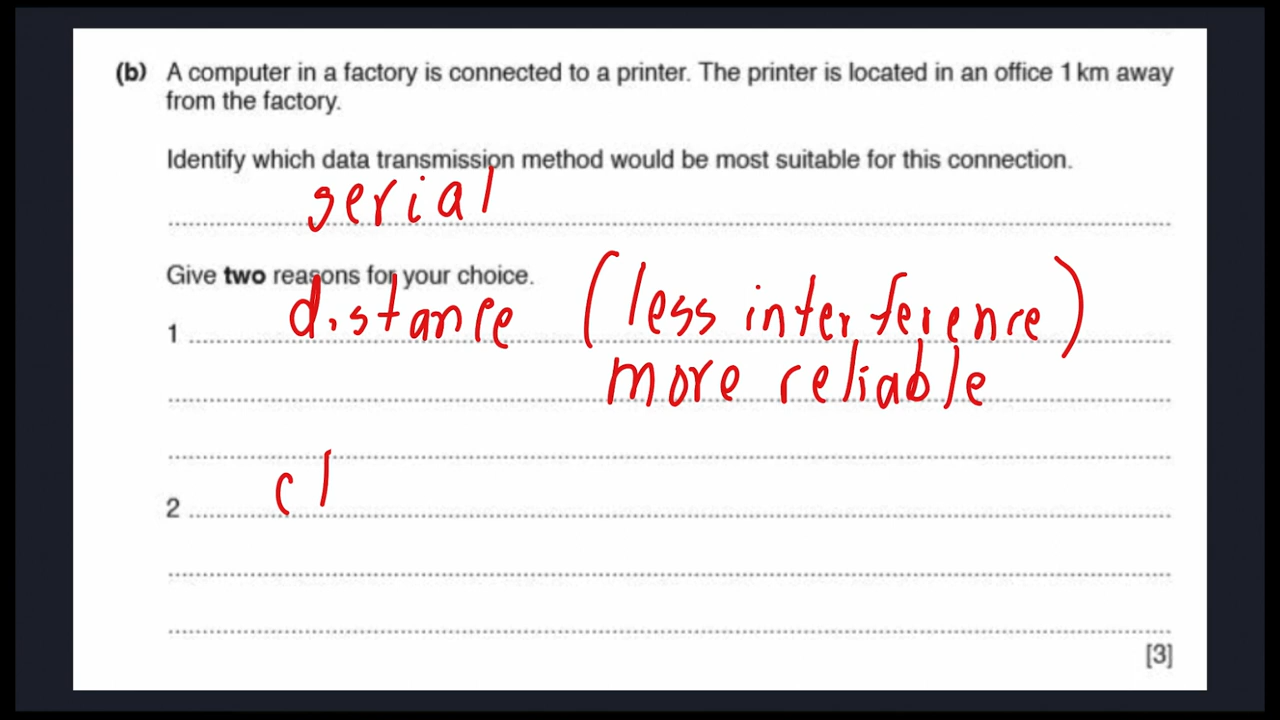 (b) A computer in a factory is connected to a printer. The printer is located in an office 1 km away
from the factory.
Identify which data transmission method would be most suitable for this connection.
serial
Give two reasons for your choice.
1 distance (less interference)
more reliable
2
[3]